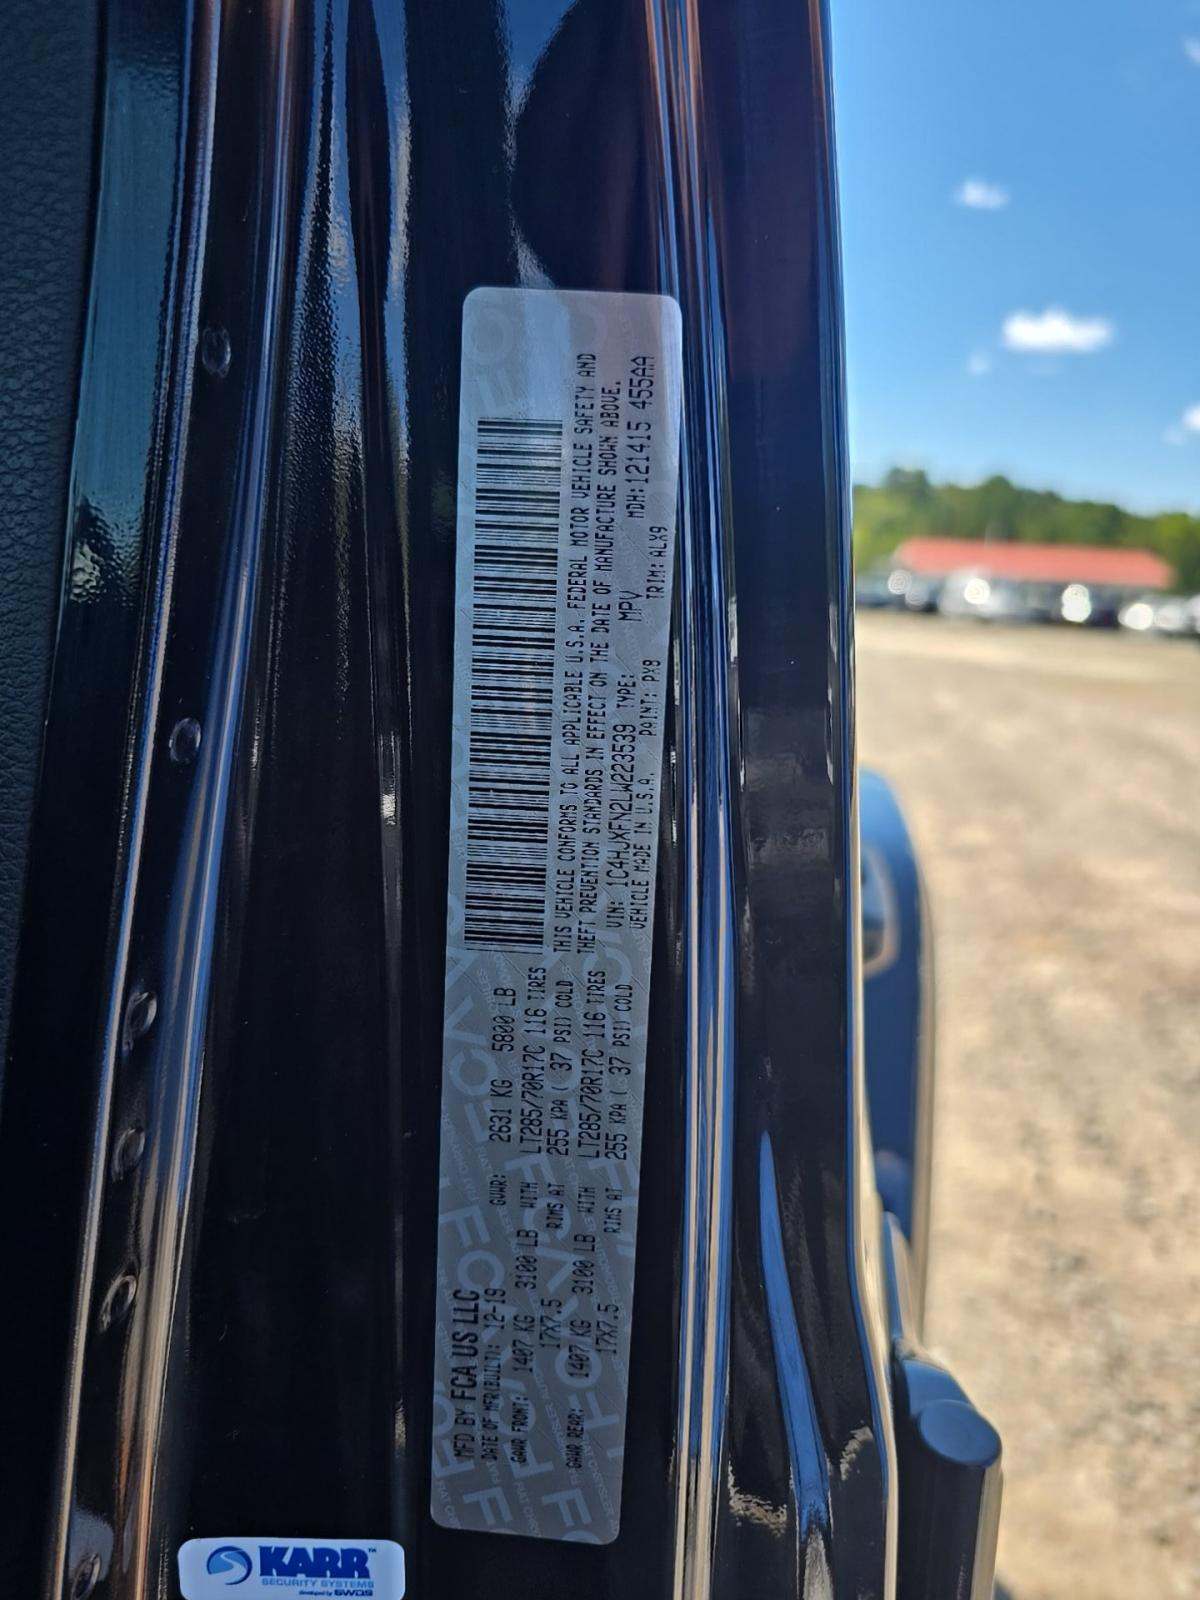 MFD BY FCA US LLC
DATE OF MFR(BUILT): 12-19 GVWR: 2631 KG 5800 LB
GAWR FRONT: 1407 KG 3100 LB WITH LT285/70R17C 116 TIRES
17X7.5 RIMS AT 255 KPA ( 37 PSI) COLD
GAWR REAR: 1407 KG 3100 LB WITH LT285/70R17C 116 TIRES
17X7.5 RIMS AT 255 KPA ( 37 PSI) COLD
THIS VEHICLE CONFORMS TO ALL APPLICABLE U.S.A. FEDERAL MOTOR VEHICLE SAFETY AND
THEFT PREVENTION STANDARDS IN EFFECT ON THE DATE OF MANUFACTURE SHOWN ABOVE.
VIN: 1C4HJXFN2LW223539 TYPE: MPV MDH:121415 455AA
VEHICLE MADE IN U.S.A. PAINT: PX8 TRIM: ALX9
KARR™
SECURITY SYSTEMS
developed by SWDS